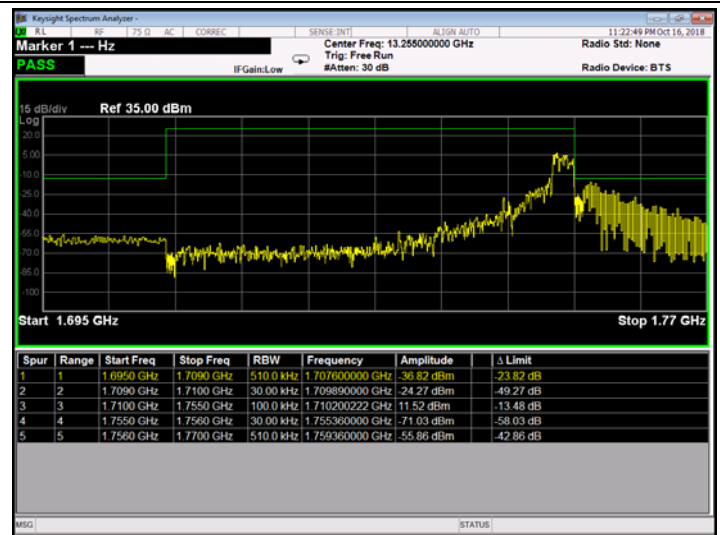 Keysight Spectrum Analyzer -
RL RF 75 Ω AC CORREC SENSE:INT ALIGN AUTO 11:22:49 PM Oct 16, 2018
Marker 1 --- Hz Center Freq: 13.255000000 GHz Radio Std: None
Trig: Free Run
PASS IFGain:Low #Atten: 30 dB Radio Device: BTS
15 dB/div Ref 35.00 dBm
Log
20.0
5.00
-10.0
-25.0
-40.0
-55.0
-70.0
-85.0
-100
Start 1.695 GHz Stop 1.77 GHz
Spur Range Start Freq Stop Freq RBW Frequency Amplitude Δ Limit
1 1 1.6950 GHz 1.7090 GHz 510.0 kHz 1.707600000 GHz -36.82 dBm -23.82 dB
2 2 1.7090 GHz 1.7100 GHz 30.00 kHz 1.709890000 GHz -24.27 dBm -49.27 dB
3 3 1.7100 GHz 1.7550 GHz 100.0 kHz 1.710200222 GHz 11.52 dBm -13.48 dB
4 4 1.7550 GHz 1.7560 GHz 30.00 kHz 1.755360000 GHz -71.03 dBm -58.03 dB
5 5 1.7560 GHz 1.7700 GHz 510.0 kHz 1.759360000 GHz -55.86 dBm -42.86 dB
MSG STATUS